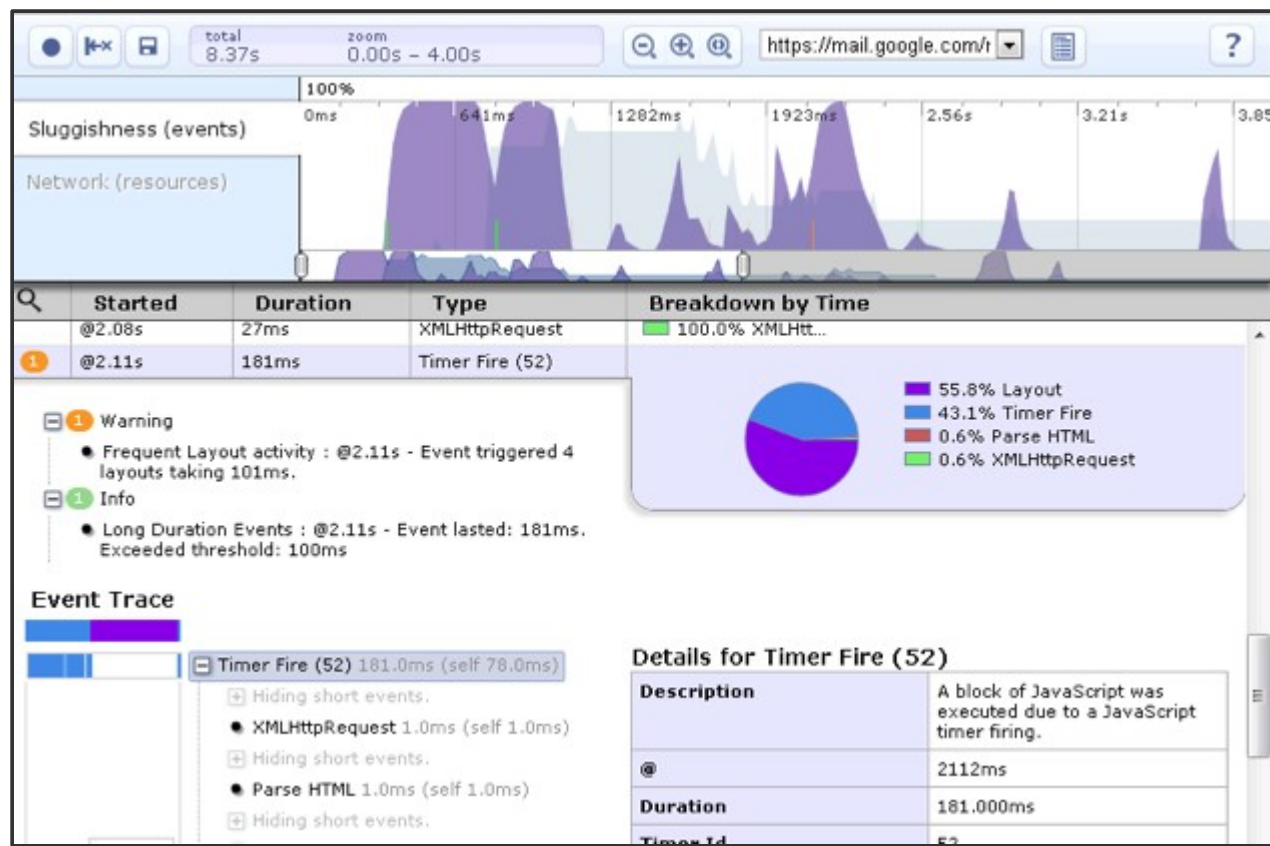 total zoom
8.37s 0.00s – 4.00s
https://mail.google.com/r
?
100%
Sluggishness (events)
0ms 641ms 1282ms 1923ms 2.56s 3.21s 3.85
Network (resources)
Started Duration Type Breakdown by Time
@2.08s 27ms XMLHttpRequest 100.0% XMLHtt...
1 @2.11s 181ms Timer Fire (52)
55.8% Layout
43.1% Timer Fire
0.6% Parse HTML
0.6% XMLHttpRequest
1 Warning
Frequent Layout activity : @2.11s - Event triggered 4
layouts taking 101ms.
1 Info
Long Duration Events : @2.11s - Event lasted: 181ms.
Exceeded threshold: 100ms
Event Trace
Timer Fire (52) 181.0ms (self 78.0ms)
Hiding short events.
XMLHttpRequest 1.0ms (self 1.0ms)
Hiding short events.
Parse HTML 1.0ms (self 1.0ms)
Hiding short events.
Details for Timer Fire (52)
Description A block of JavaScript was
executed due to a JavaScript
timer firing.
@ 2112ms
Duration 181.000ms
Timer Id 52